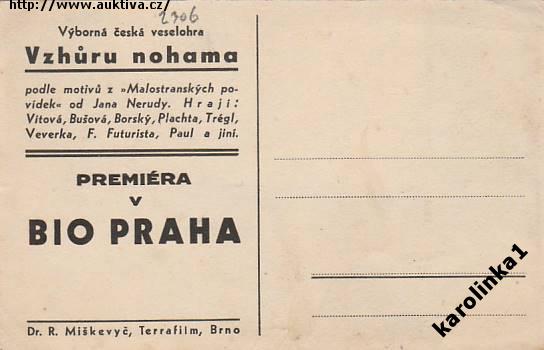 http://www.auktiva.cz/
2306
Výborná česká veselohra
Vzhůru nohama
podle motivů z »Malostranských po-
vídek« od Jana Nerudy. Hrají:
Vítová, Bušová, Borský, Plachta, Trégl,
Veverka, F. Futurista, Paul a jiní.
PREMIÉRA
V
BIO PRAHA
Dr. R. Miškevyč, Terrafilm, Brno
karolinka1